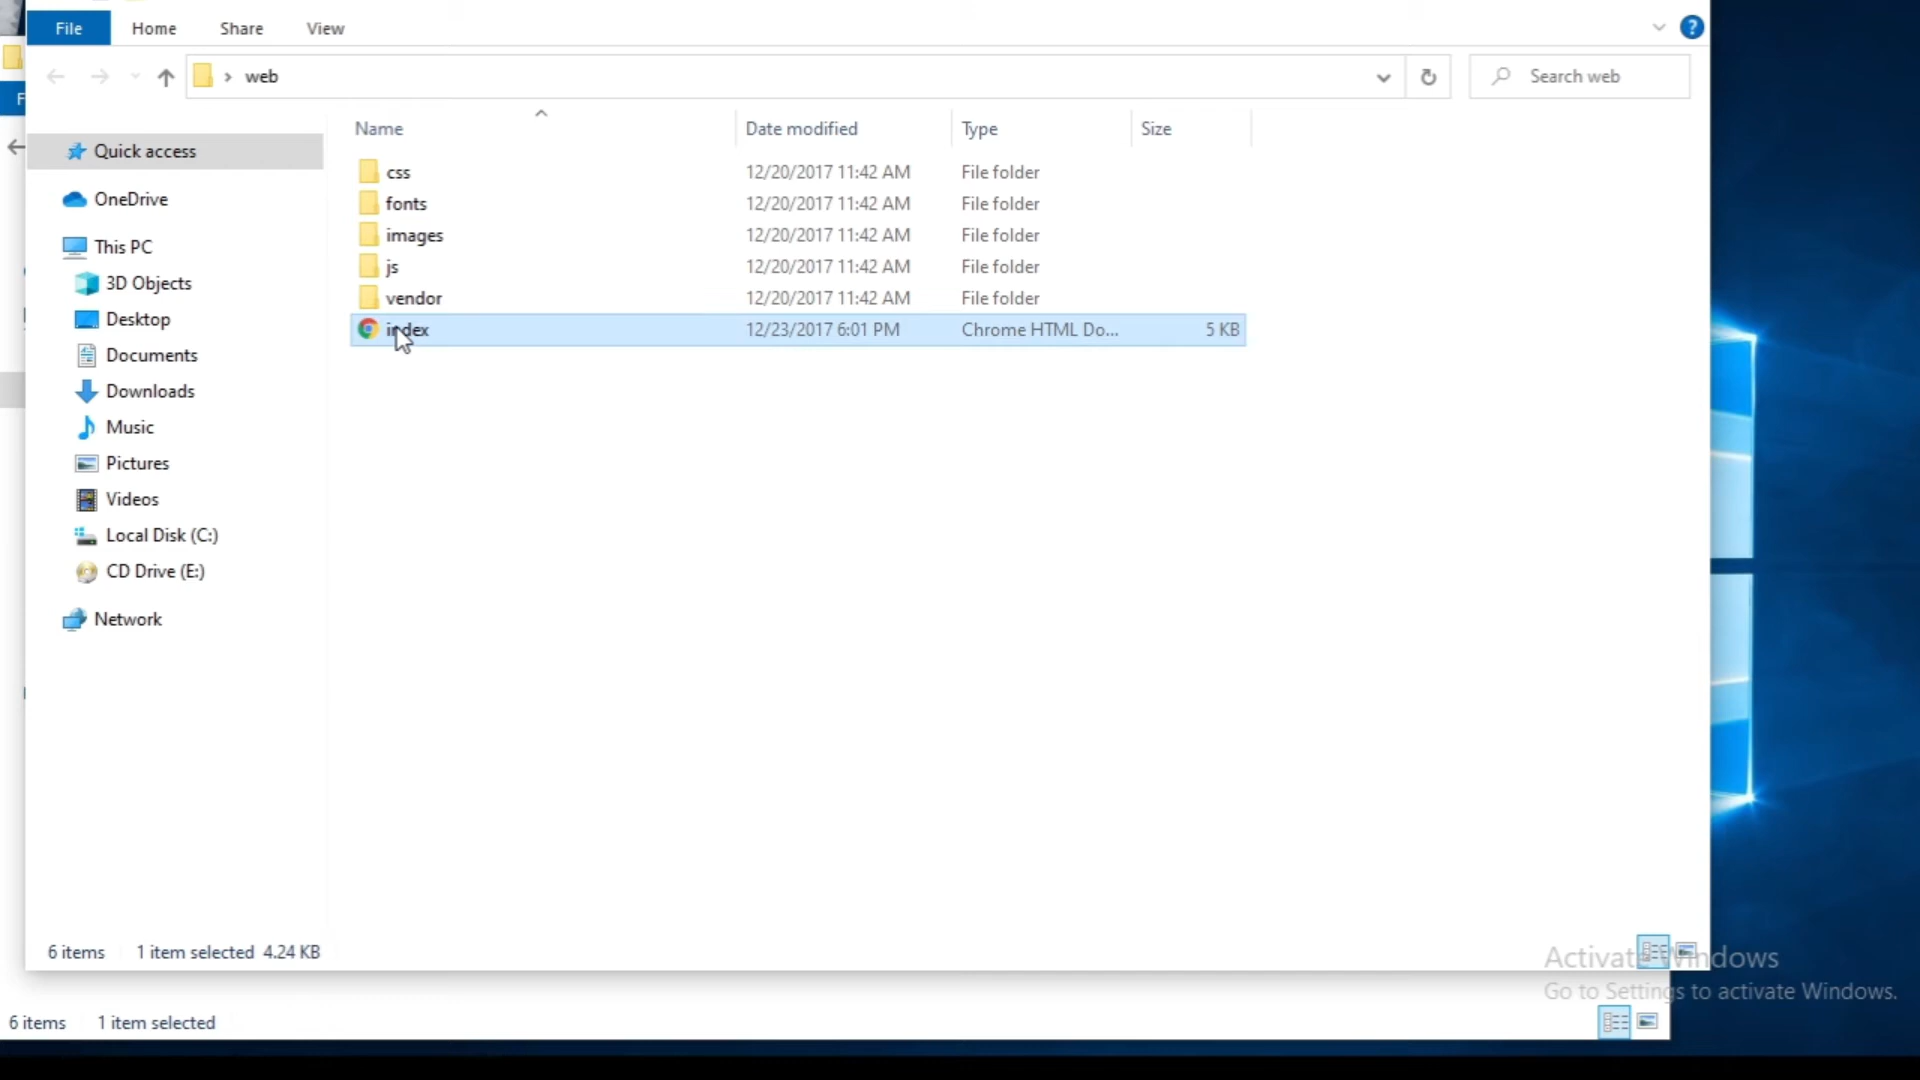 File Home Share View
web Search web
Name Date modified Type Size
Quick access
OneDrive
This PC
3D Objects
Desktop
Documents
Downloads
Music
Pictures
Videos
Local Disk (C:)
CD Drive (E:)
Network
css 12/20/2017 11:42 AM File folder
fonts 12/20/2017 11:42 AM File folder
images 12/20/2017 11:42 AM File folder
js 12/20/2017 11:42 AM File folder
vendor 12/20/2017 11:42 AM File folder
index 12/23/2017 6:01 PM Chrome HTML Do... 5 KB
6 items 1 item selected 4.24 KB
Activate Windows
Go to Settings to activate Windows.
6 items 1 item selected